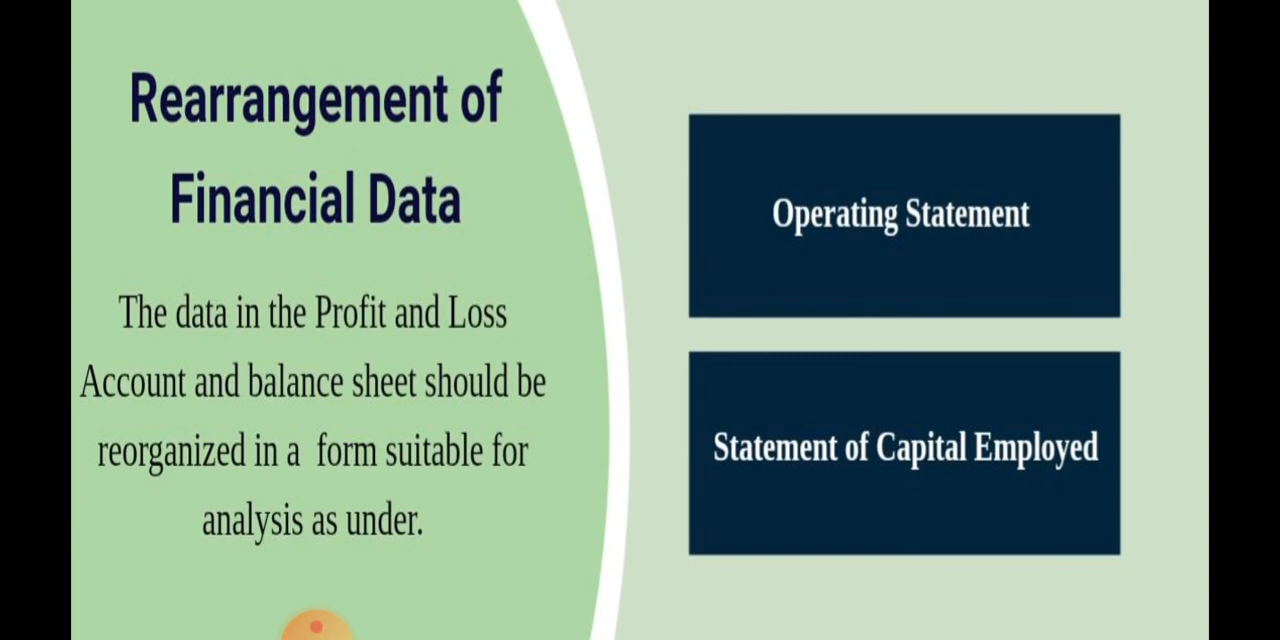 Rearrangement of
Financial Data
The data in the Profit and Loss
Account and balance sheet should be
reorganized in a  form suitable for
analysis as under.
Operating Statement
Statement of Capital Employed